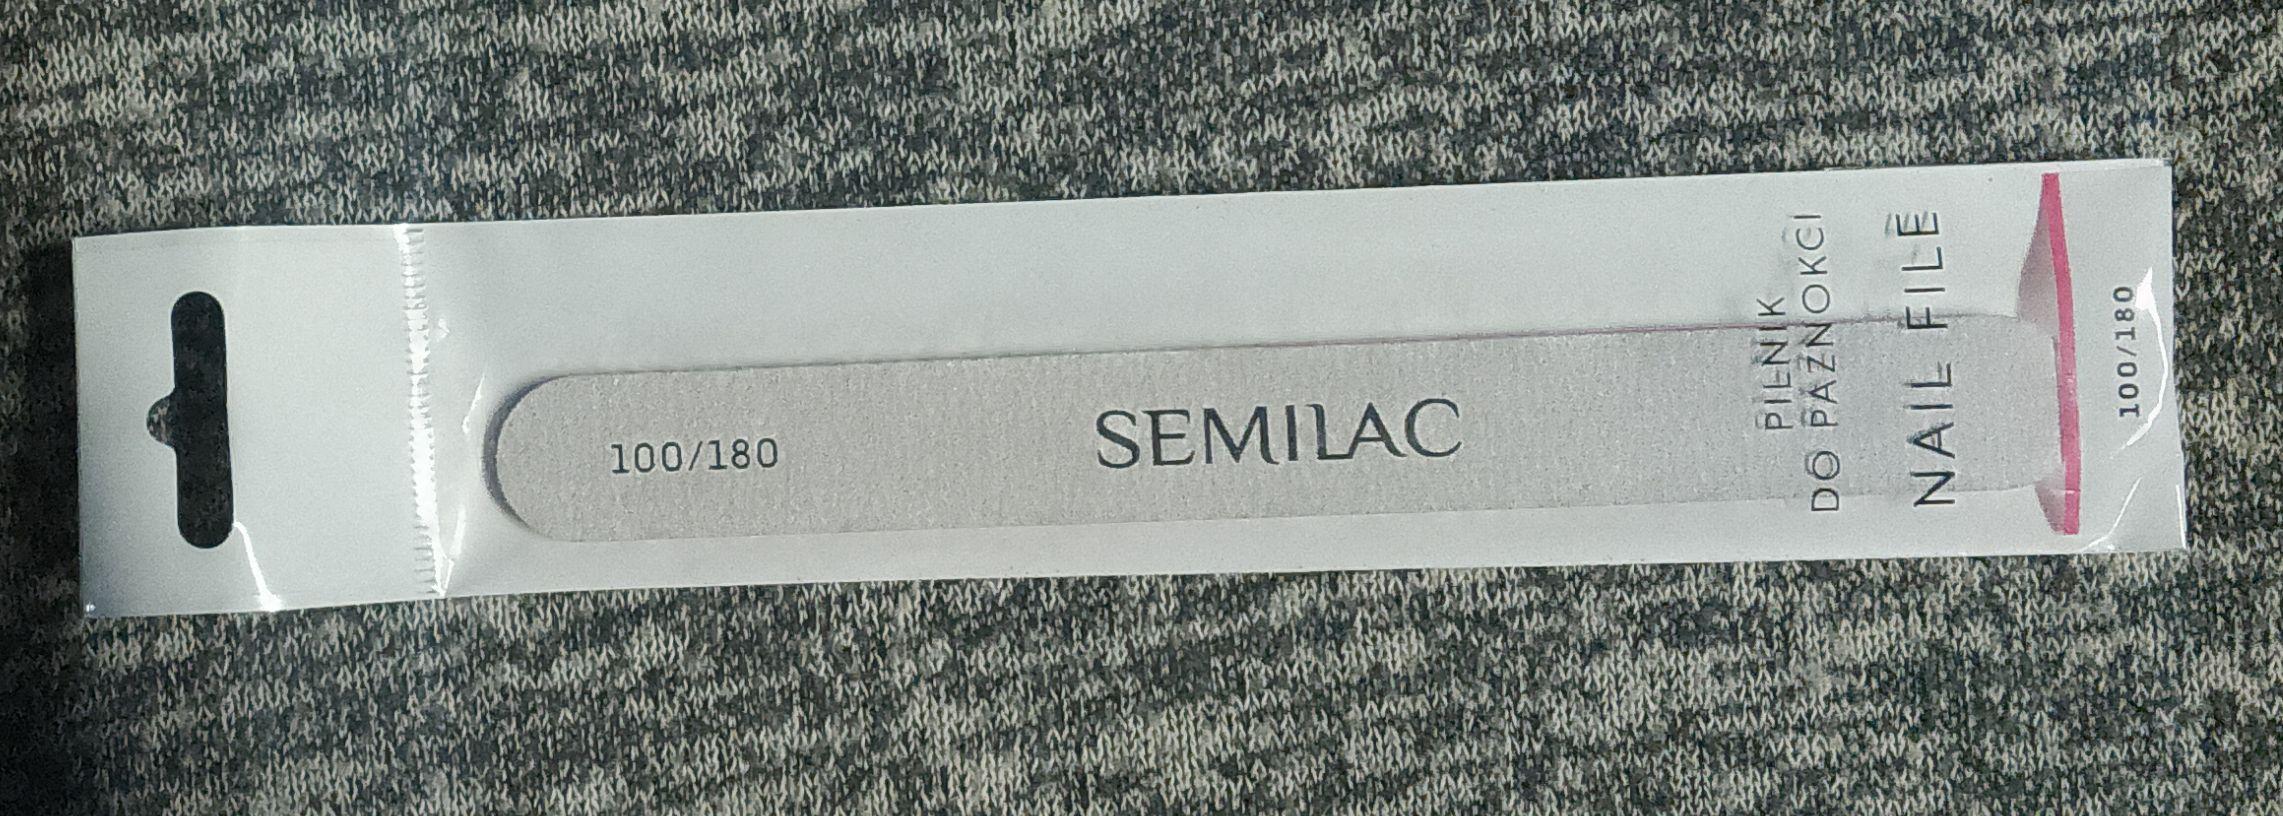 100/180
SEMILAC
PILNIK
DO PAZNOKCI
NAIL FILE
100/180